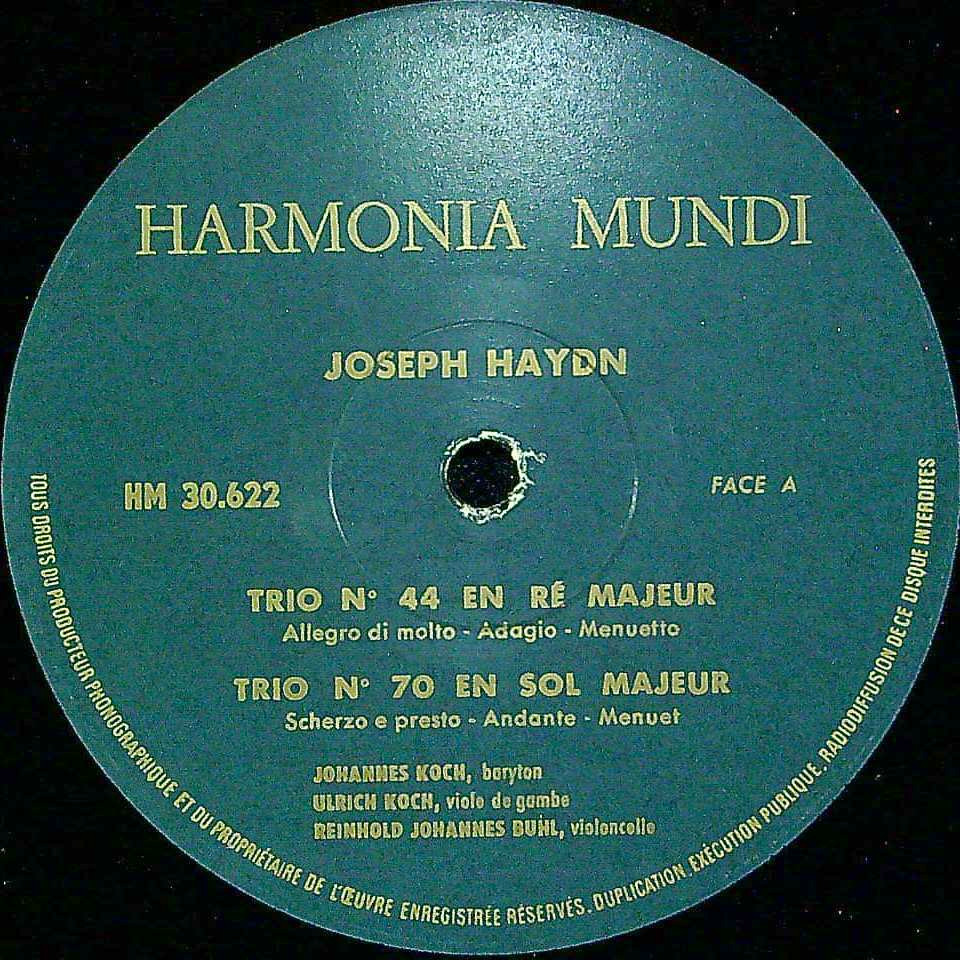 HARMONIA MUNDI
JOSEPH HAYDN
HM 30.622
FACE A
TRIO N° 44 EN RÉ MAJEUR
Allegro di molto - Adagio - Menuetto
TRIO N° 70 EN SOL MAJEUR
Scherzo e presto - Andante - Menuet
JOHANNES KOCH, baryton
ULRICH KOCH, viole de gambe
REINHOLD JOHANNES BUHL, violoncelle
TOUS DROITS DU PRODUCTEUR PHONOGRAPHIQUE ET DU PROPRIÉTAIRE DE L'ŒUVRE ENREGISTRÉE RÉSERVÉS. DUPLICATION. EXÉCUTION PUBLIQUE. RADIODIFFUSION DE CE DISQUE INTERDITES